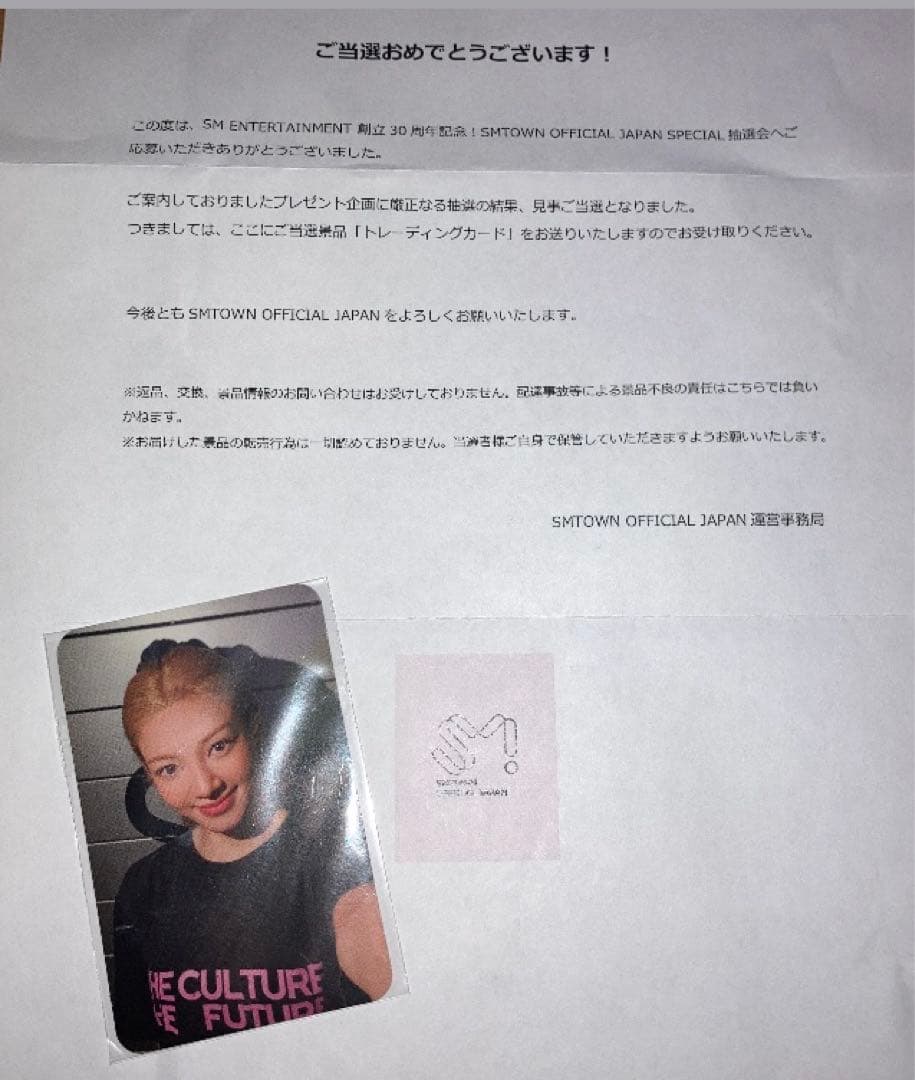 ご当選おめでとうございます！
この度は、SM ENTERTAINMENT 創立 30 周年記念！SMTOWN OFFICIAL JAPAN SPECIAL 抽選会へご
応募いただきありがとうございました。
ご案内しておりましたプレゼント企画に厳正なる抽選の結果、見事ご当選となりました。
つきましては、ここにご当選景品「トレーディングカード」をお送りいたしますのでお受け取りください。
今後とも SMTOWN OFFICIAL JAPAN をよろしくお願いいたします。
※返品、交換、景品情報のお問い合わせはお受けしておりません。配達事故等による景品不良の責任はこちらでは負い
かねます。
※お届けした景品の転売行為は一切認めておりません。当選者様ご自身で保管していただきますようお願いいたします。
SMTOWN OFFICIAL JAPAN 運営事務局
SM!
JAPAN
HE CULTURE
HE FUTURE